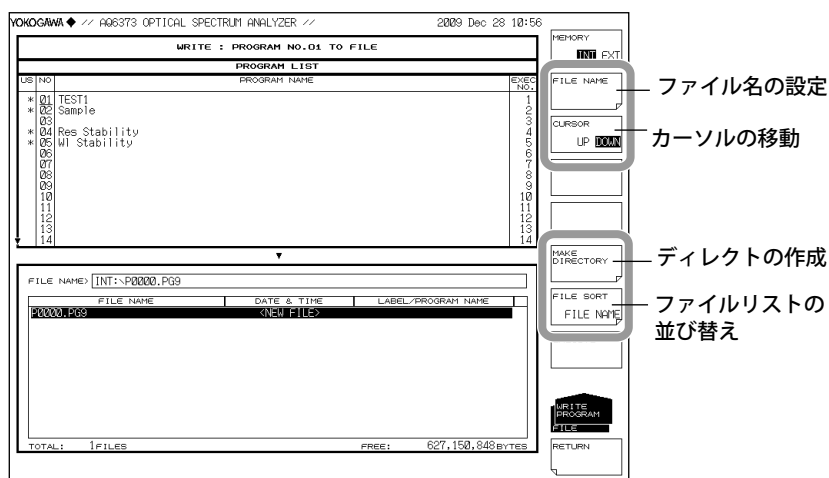 YOKOGAWA ◆ // AQ6373 OPTICAL SPECTRUM ANALYZER // 2009 Dec 28 10:56
WRITE : PROGRAM NO.01 TO FILE
PROGRAM LIST
US NO PROGRAM NAME EXEC NO.
* 01 TEST1 1
* 02 Sample 2
03 3
* 04 Res Stability 4
* 05 Wl Stability 5
06 6
07 7
08 8
09 9
10 10
11 11
12 12
13 13
14 14
▼
FILE NAME> INT:\P0000.PG9
FILE NAME DATE & TIME LABEL/PROGRAM NAME
P0000.PG9 <NEW FILE>
TOTAL: 1FILES FREE: 627,150,848BYTES
MEMORY
INT EXT
FILE NAME
CURSOR
UP DOWN
MAKE
DIRECTORY
FILE SORT
FILE NAME
WRITE
PROGRAM
FILE
RETURN
ファイル名の設定
カーソルの移動
ディレクトの作成
ファイルリストの
並び替え